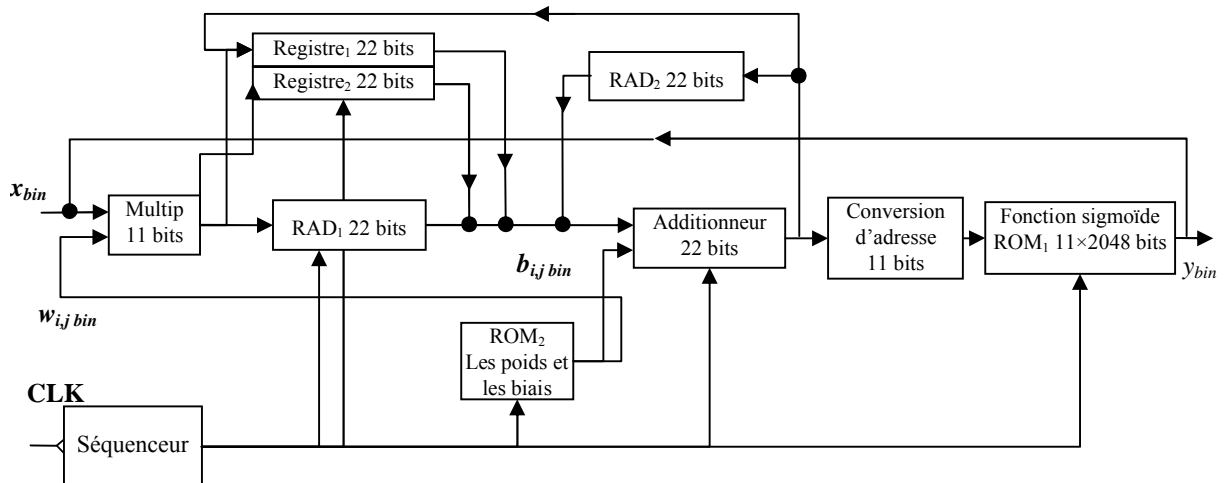 Registre₁ 22 bits
Registre₂ 22 bits
RAD₂ 22 bits
x_bin
Multip
11 bits
RAD₁ 22 bits
Additionneur
22 bits
Conversion
d’adresse
11 bits
Fonction sigmoïde
ROM₁ 11×2048 bits
y_bin
b_i,j bin
w_i,j bin
ROM₂
Les poids et
les biais
CLK
Séquenceur